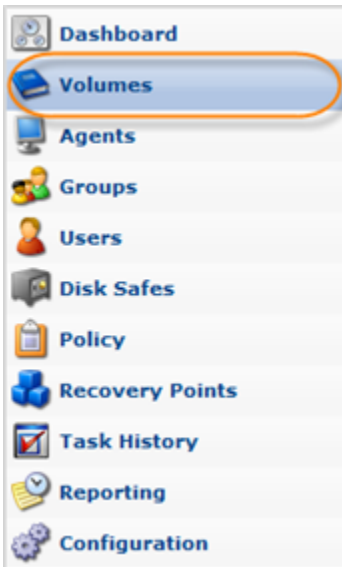 Dashboard
Volumes
Agents
Groups
Users
Disk Safes
Policy
Recovery Points
Task History
Reporting
Configuration